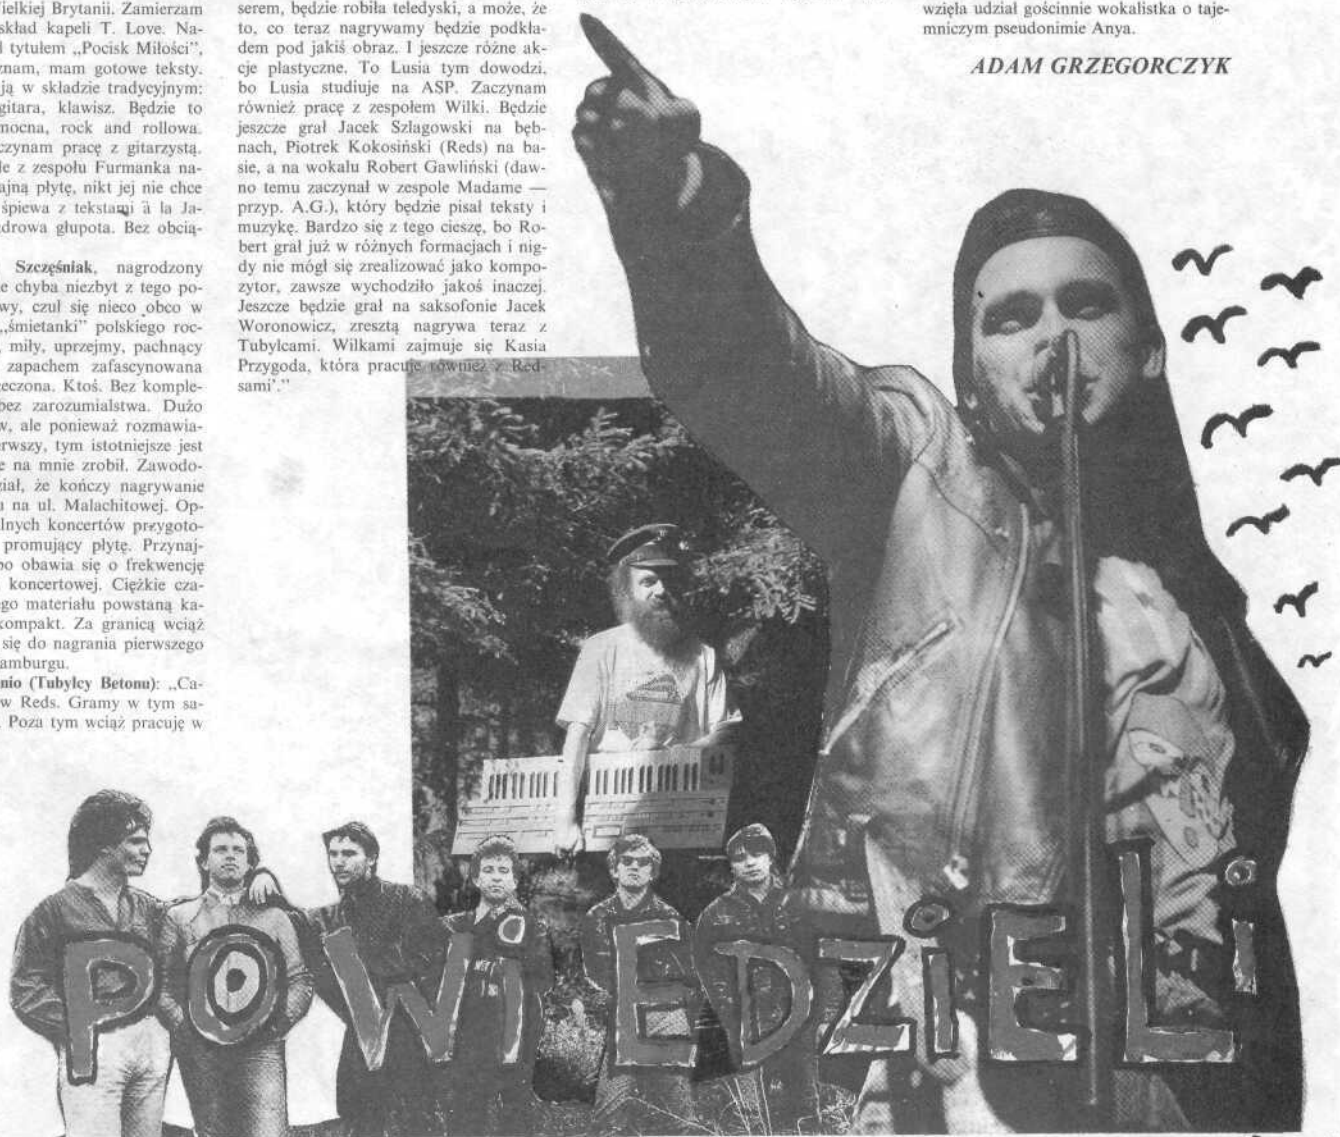 ielkiej Brytanii. Zamierzam
skład kapeli T. Love. Na-
l tytułem „Pocisk Miłości”,
znam, mam gotowe teksty.
ją w składzie tradycyjnym:
gitara, klawisz. Będzie to
mocna, rock and rollowa.
czynam pracę z gitarzystą.
le z zespołu Furmanka na-
ajną płytę, nikt jej nie chce
śpiewa z tekstami à la Ja-
drowa głupota. Bez obcią-
Szczęśniak, nagrodzony
e chyba niezbyt z tego po-
wy, czuł się nieco obco w
„śmietanki” polskiego roc-
, miły, uprzejmy, pachnący
zapachem zafascynowana
eczona. Ktoś. Bez komple-
bez zarozumialstwa. Dużo
w, ale ponieważ rozmawia-
erwszy, tym istotniejsze jest
e na mnie zrobił. Zawodo-
ział, że kończy nagrywanie
u na ul. Malachitowej. Op-
lnych koncertów przygoto-
promujący płytę. Przynaj-
bo obawia się o frekwencję
koncertowej. Ciężkie cza-
ego materiału powstaną ka-
kompakt. Za granicą wciąż
się do nagrania pierwszego
amburgu.
nio (Tubylcy Betonu): „Ca-
w Reds. Gramy w tym sa-
. Poza tym wciąż pracuję w
serem, będzie robiła teledyski, a może, że
to, co teraz nagrywamy będzie podkła-
dem pod jakiś obraz. I jeszcze różne ak-
cje plastyczne. To Lusia tym dowodzi,
bo Lusia studiuje na ASP. Zaczynam
również pracę z zespołem Wilki. Będzie
jeszcze grał Jacek Szlagowski na bęb-
nach, Piotrek Kokosiński (Reds) na ba-
sie, a na wokalu Robert Gawliński (daw-
no temu zaczynał w zespole Madame —
przyp. A.G.), który będzie pisał teksty i
muzykę. Bardzo się z tego cieszę, bo Ro-
bert grał już w różnych formacjach i nig-
dy nie mógł się zrealizować jako kompo-
zytor, zawsze wychodziło jakoś inaczej.
Jeszcze będzie grał na saksofonie Jacek
Woronowicz, zresztą nagrywa teraz z
Tubylcami. Wilkami zajmuje się Kasia
Przygoda, która pracuje również z Red-
sami'.”
wzięła udział gościnnie wokalistka o taje-
mniczym pseudonimie Anya.
ADAM GRZEGORCZYK
POWiEDZiELi